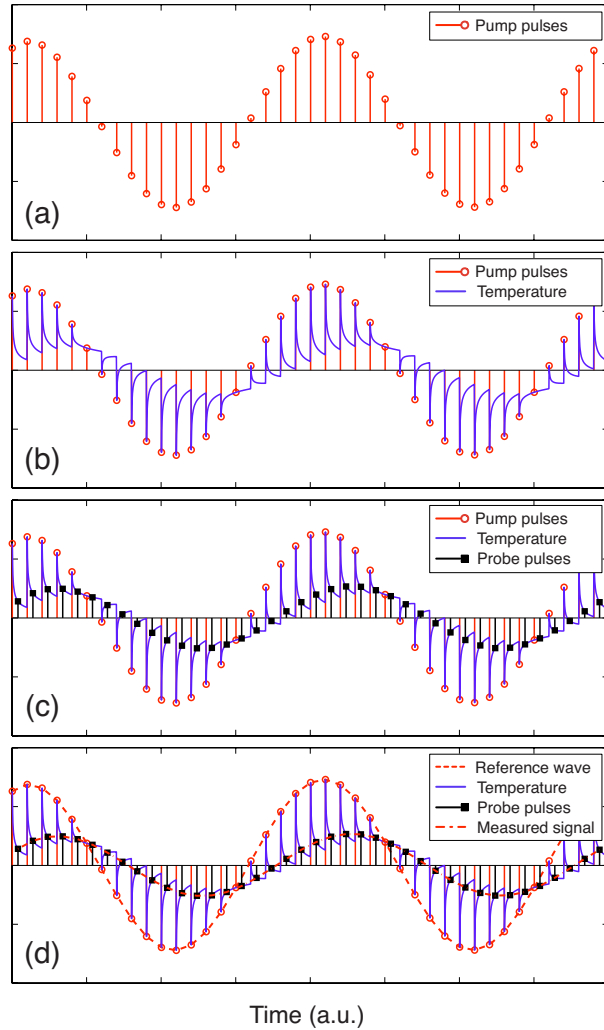 Pump pulses
(a)
Pump pulses
Temperature
(b)
Pump pulses
Temperature
Probe pulses
(c)
Reference wave
Temperature
Probe pulses
Measured signal
(d)
Time (a.u.)